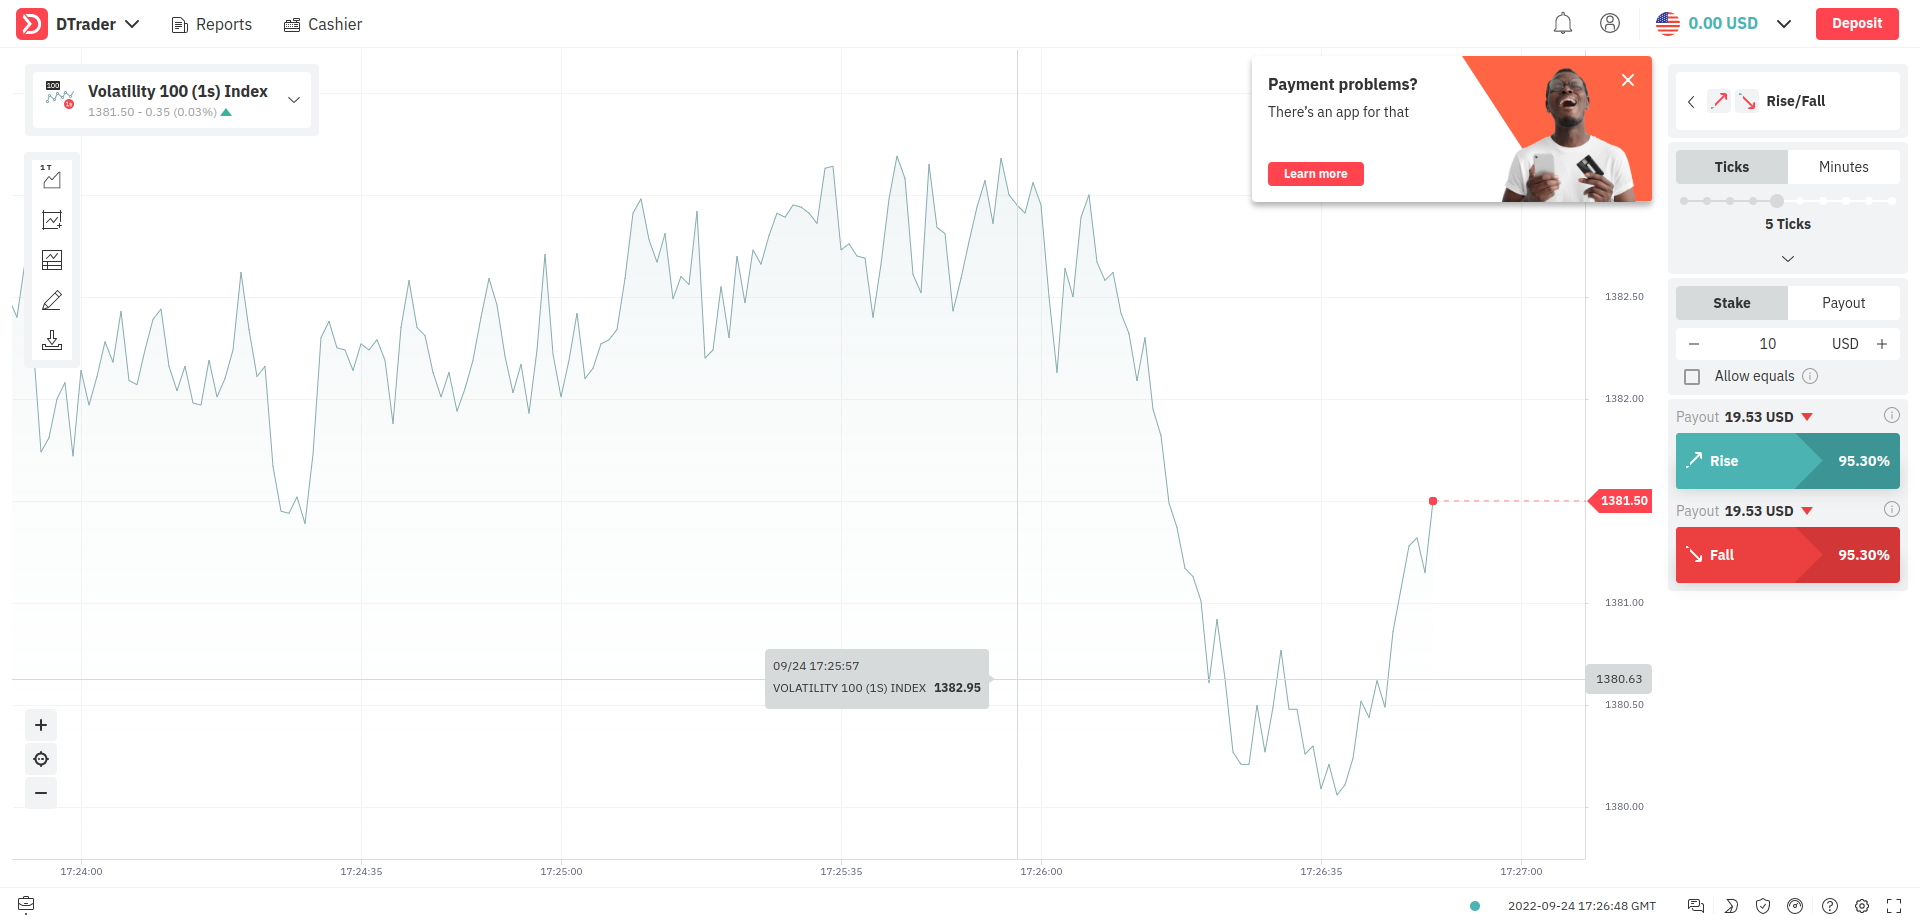 DTrader
Reports
Cashier
0.00 USD
Deposit
100
1s
Volatility 100 (1s) Index
1381.50 - 0.35 (0.03%)
1 T
Payment problems?
There's an app for that
Learn more
Rise/Fall
Ticks
Minutes
5 Ticks
Stake
Payout
10
USD
Allow equals
Payout 19.53 USD
Rise
95.30%
Payout 19.53 USD
Fall
95.30%
1382.50
1382.00
1381.50
1381.00
1380.63
1380.50
1380.00
09/24 17:25:57
VOLATILITY 100 (1S) INDEX 1382.95
17:24:00
17:24:35
17:25:00
17:25:35
17:26:00
17:26:35
17:27:00
2022-09-24 17:26:48 GMT